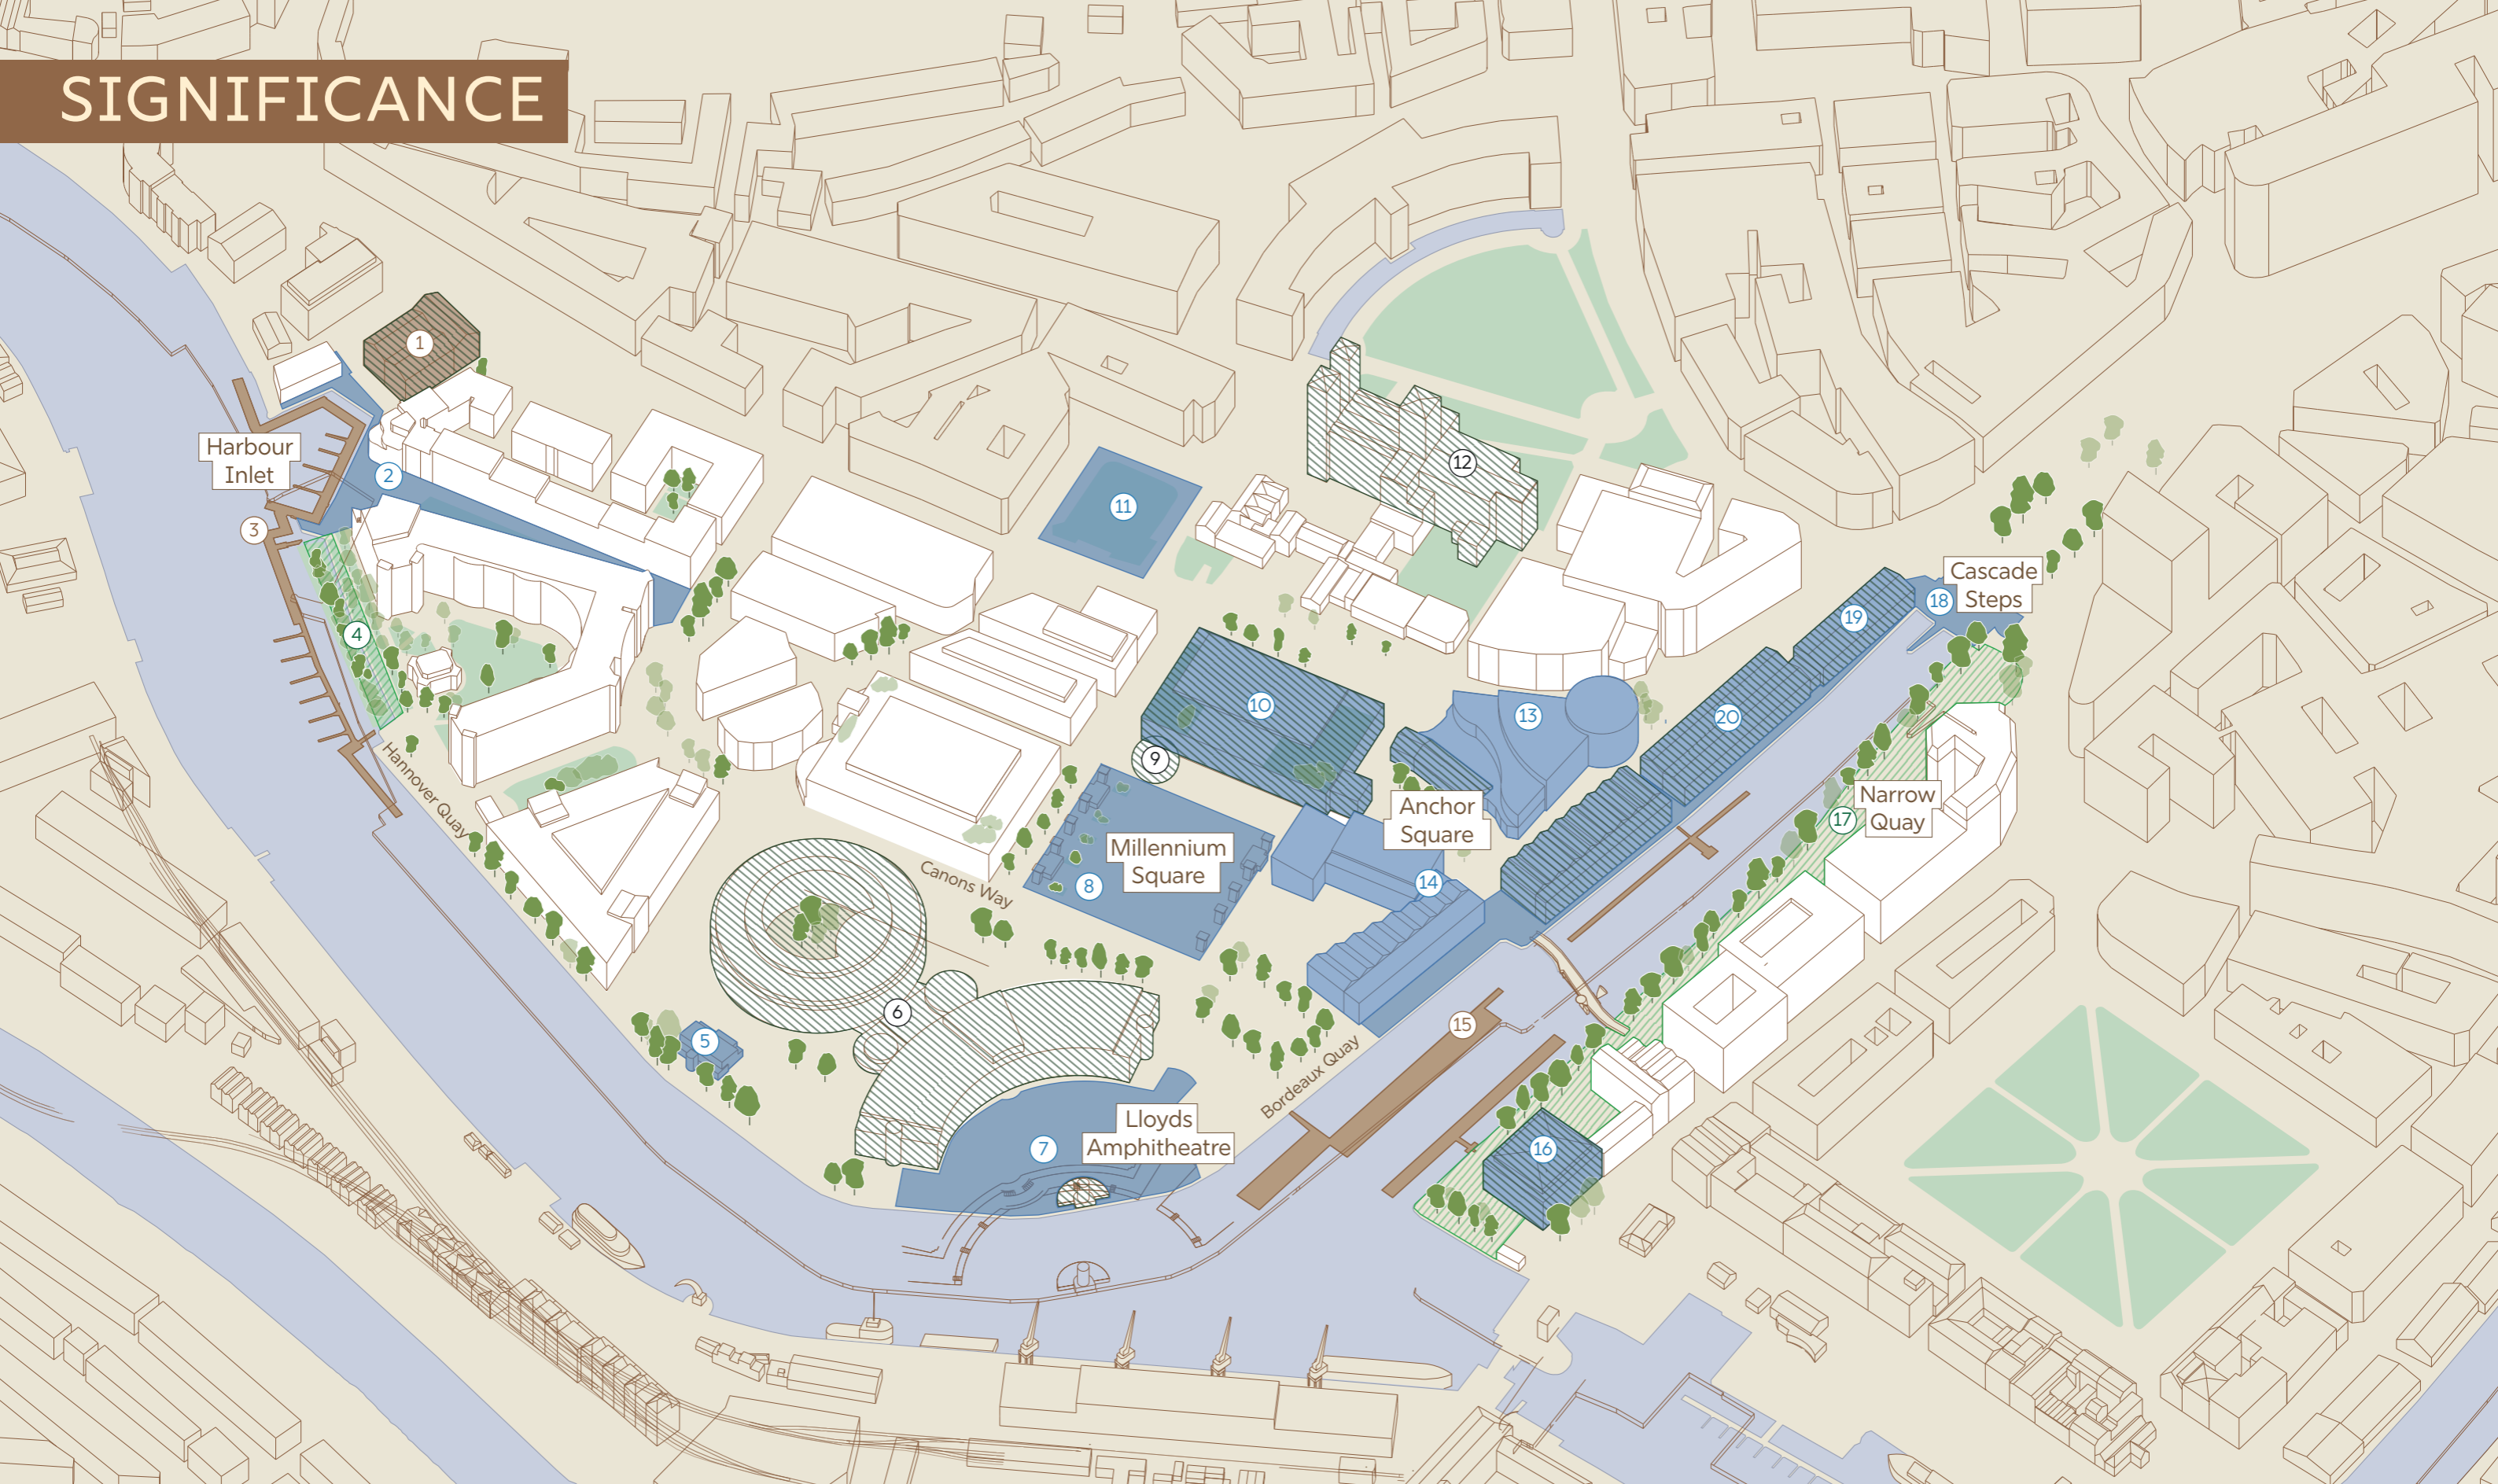 SIGNIFICANCE
1
Harbour
Inlet
2
3
4
Hannover Quay
5
6
7
Lloyds
Amphitheatre
Canons Way
8
Millennium
Square
9
10
11
12
13
Anchor
Square
14
Bordeaux Quay
15
16
17
Narrow
Quay
18
Cascade
Steps
19
20